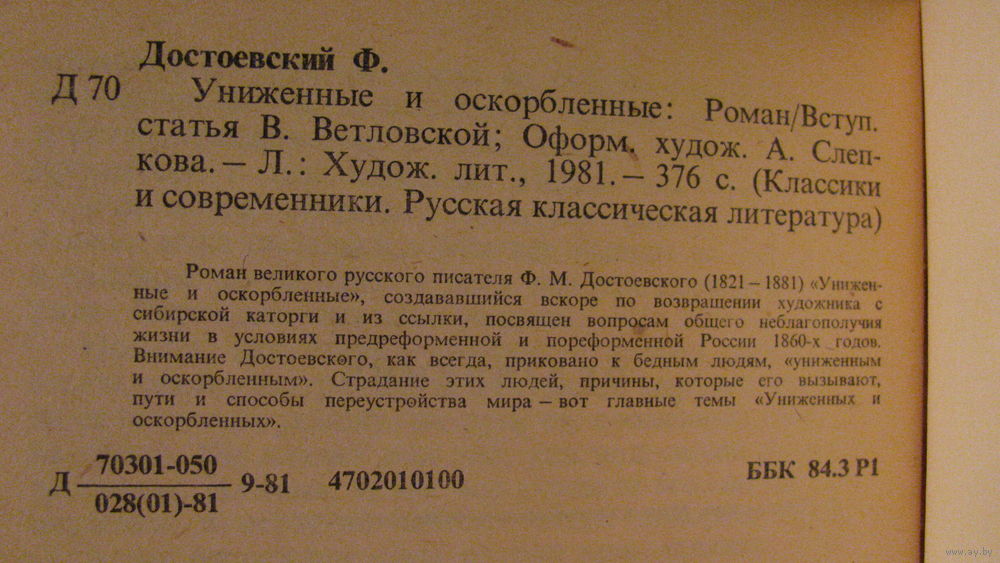 Достоевский Ф.
Д 70 Униженные и оскорбленные: Роман/Вступ.
статья В. Ветловской; Оформ. худож. А. Слеп-
кова. — Л.: Худож. лит., 1981. — 376 с. (Классики
и современники. Русская классическая литература)
Роман великого русского писателя Ф. М. Достоевского (1821 — 1881) «Унижен-
ные и оскорбленные», создававшийся вскоре по возвращении художника с
сибирской каторги и из ссылки, посвящен вопросам общего неблагополучия
жизни в условиях предреформенной и пореформенной России 1860-х годов.
Внимание Достоевского, как всегда, приковано к бедным людям, «униженным
и оскорбленным». Страдание этих людей, причины, которые его вызывают,
пути и способы переустройства мира — вот главные темы «Униженных и
оскорбленных».
70301-050
Д 9-81 4702010100 ББК 84.3 Р1
028(01)-81
www.ay.by